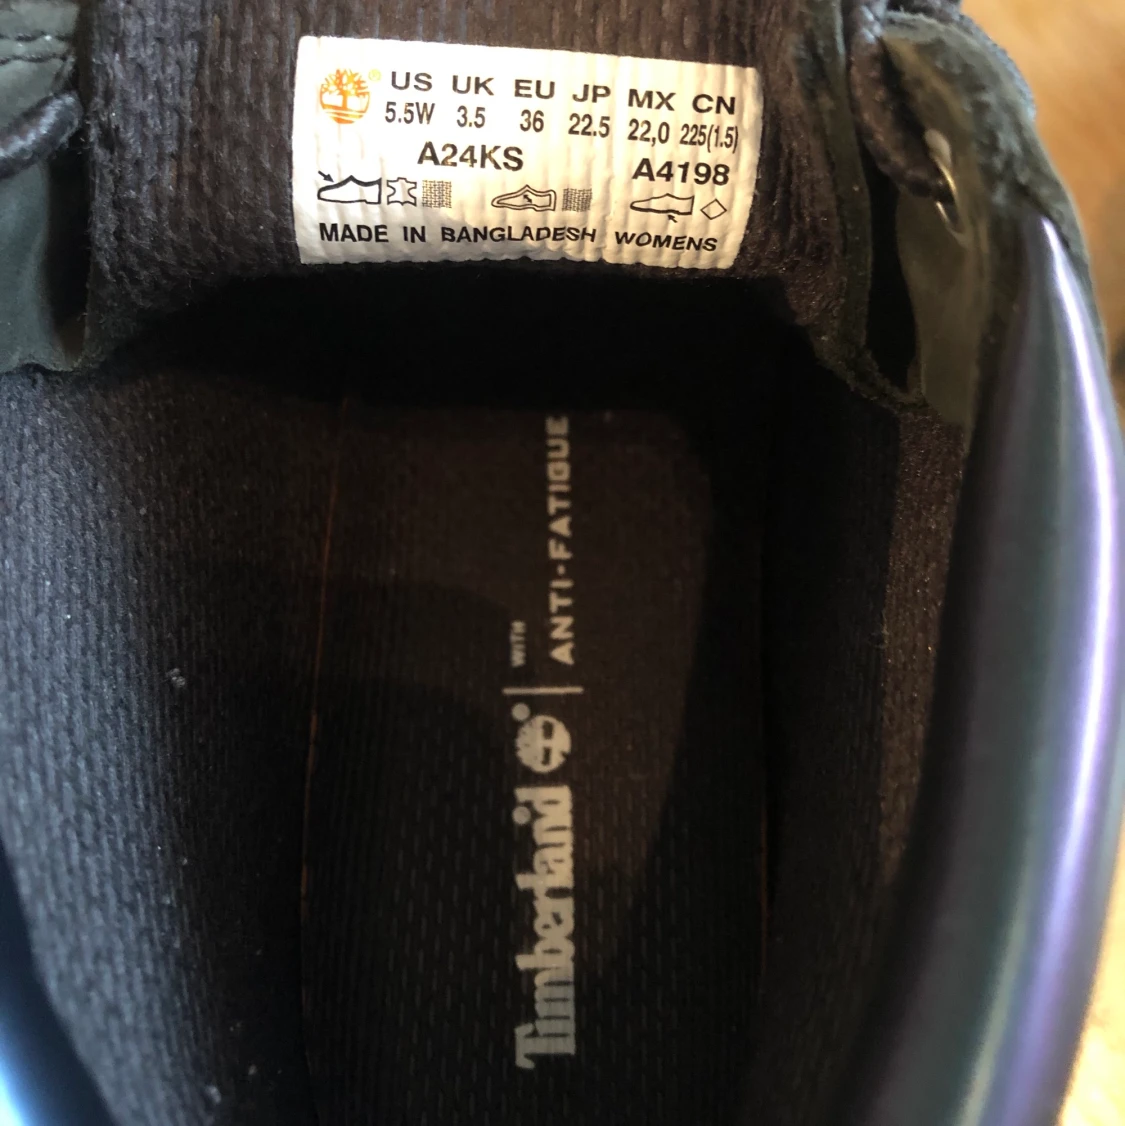 US UK EU JP MX CN
5.5W 3.5 36 22.5 22,0 225(1.5)
A24KS A4198
MADE IN BANGLADESH WOMENS
Timberland ® WITH ANTI-FATIGUE